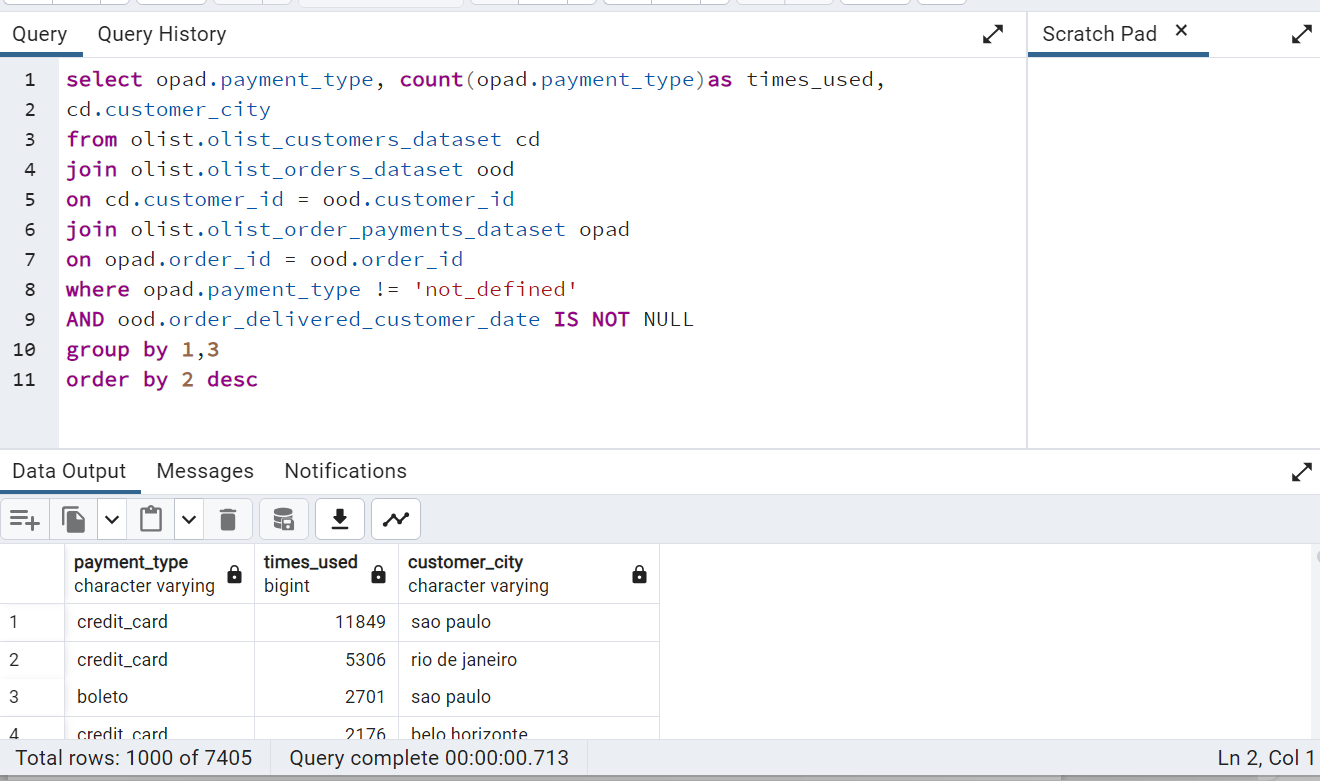 Query Query History
Scratch Pad ×
1 select opad.payment_type, count(opad.payment_type)as times_used,
2 cd.customer_city
3 from olist.olist_customers_dataset cd
4 join olist.olist_orders_dataset ood
5 on cd.customer_id = ood.customer_id
6 join olist.olist_order_payments_dataset opad
7 on opad.order_id = ood.order_id
8 where opad.payment_type != 'not_defined'
9 AND ood.order_delivered_customer_date IS NOT NULL
10 group by 1,3
11 order by 2 desc
Data Output Messages Notifications
payment_type times_used customer_city
character varying bigint character varying
1 credit_card 11849 sao paulo
2 credit_card 5306 rio de janeiro
3 boleto 2701 sao paulo
4 credit_card 2176 belo horizonte
Total rows: 1000 of 7405 Query complete 00:00:00.713 Ln 2, Col 1